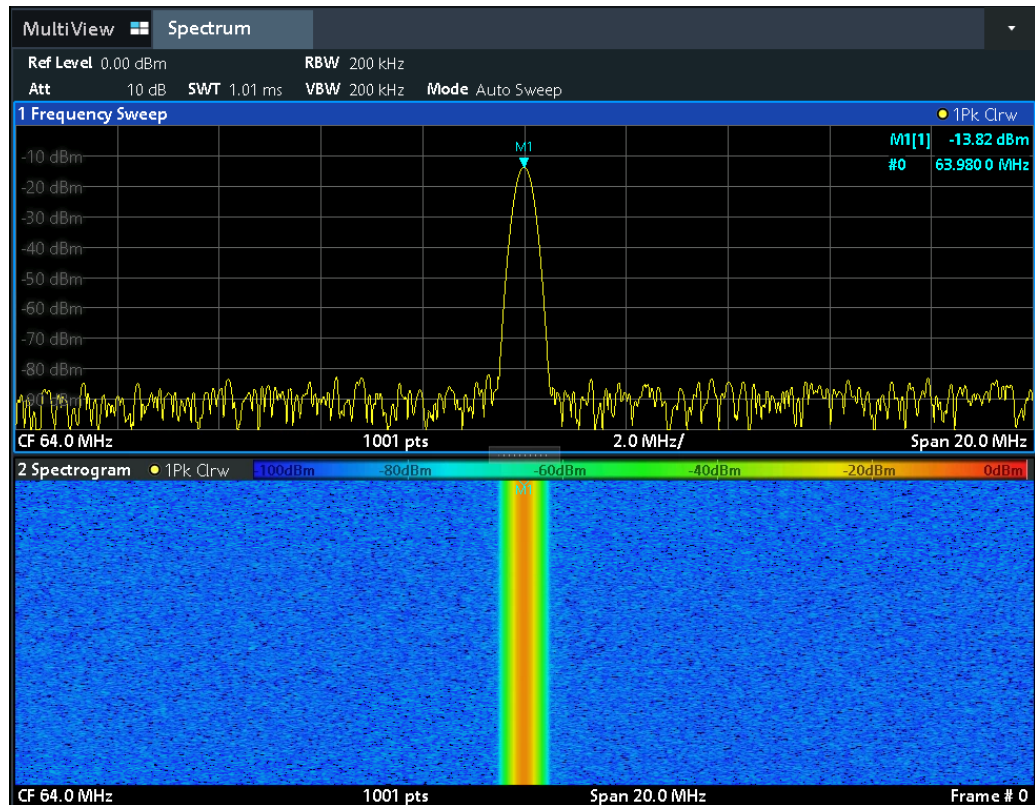 MultiView Spectrum
Ref Level 0.00 dBm RBW 200 kHz
Att 10 dB SWT 1.01 ms VBW 200 kHz Mode Auto Sweep
1 Frequency Sweep 1Pk Clrw
M1[1] -13.82 dBm
#0 63.980 0 MHz
M1
-10 dBm
-20 dBm
-30 dBm
-40 dBm
-50 dBm
-60 dBm
-70 dBm
-80 dBm
-90 dBm
CF 64.0 MHz 1001 pts 2.0 MHz/ Span 20.0 MHz
2 Spectrogram 1Pk Clrw -100dBm -80dBm -60dBm -40dBm -20dBm 0dBm
M1
CF 64.0 MHz 1001 pts Span 20.0 MHz Frame # 0